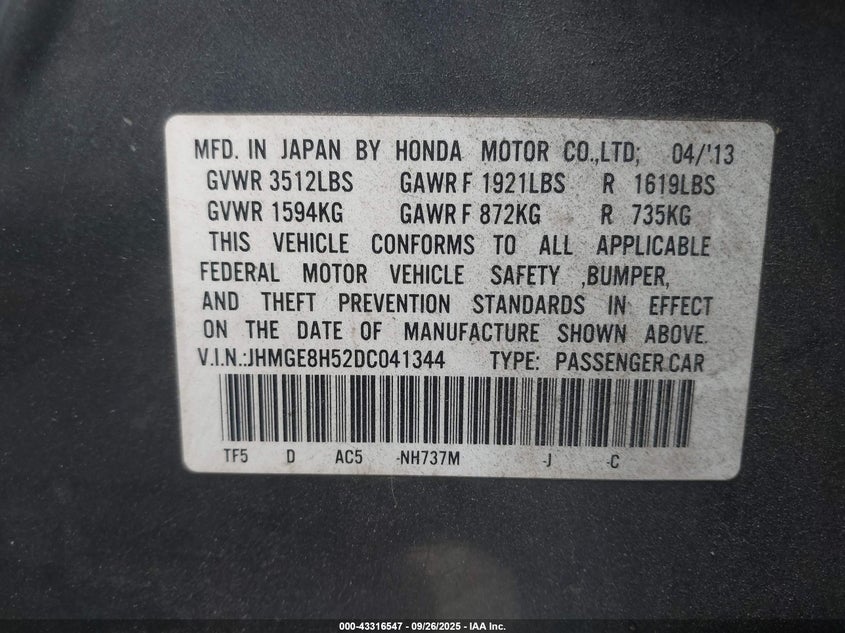 MFD. IN JAPAN BY HONDA MOTOR CO.,LTD; 04/'13
GVWR 3512LBS GAWR F 1921LBS R 1619LBS
GVWR 1594KG GAWR F 872KG R 735KG
THIS VEHICLE CONFORMS TO ALL APPLICABLE
FEDERAL MOTOR VEHICLE SAFETY ,BUMPER,
AND THEFT PREVENTION STANDARDS IN EFFECT
ON THE DATE OF MANUFACTURE SHOWN ABOVE.
V.I.N.:JHMGE8H52DC041344 TYPE: PASSENGER CAR
TF5 D AC5 -NH737M -J -C
000-43316547 - 09/26/2025 - IAA Inc.